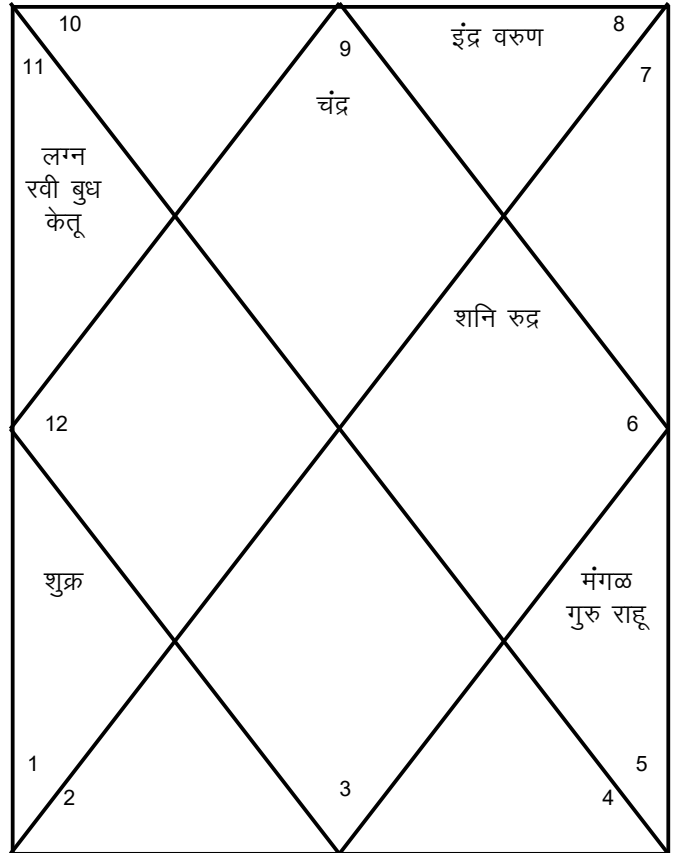 10
9
इंद्र वरुण
8
11
7
चंद्र
लग्न
रवी बुध
केतू
शनि रुद्र
12
6
शुक्र
मंगळ
गुरु राहू
1
5
2
3
4